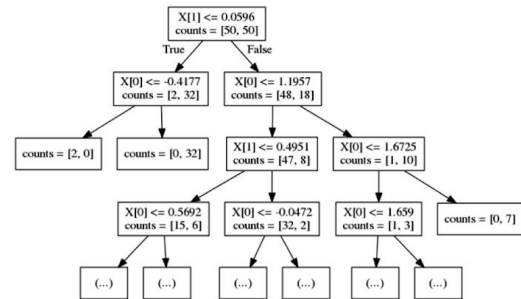 X[1] <= 0.0596
counts = [50, 50]
True
False
X[0] <= -0.4177
counts = [2, 32]
X[0] <= 1.1957
counts = [48, 18]
counts = [2, 0]
counts = [0, 32]
X[1] <= 0.4951
counts = [47, 8]
X[0] <= 1.6725
counts = [1, 10]
X[0] <= 0.5692
counts = [15, 6]
X[0] <= -0.0472
counts = [32, 2]
X[0] <= 1.659
counts = [1, 3]
counts = [0, 7]
(...)
(...)
(...)
(...)
(...)
(...)